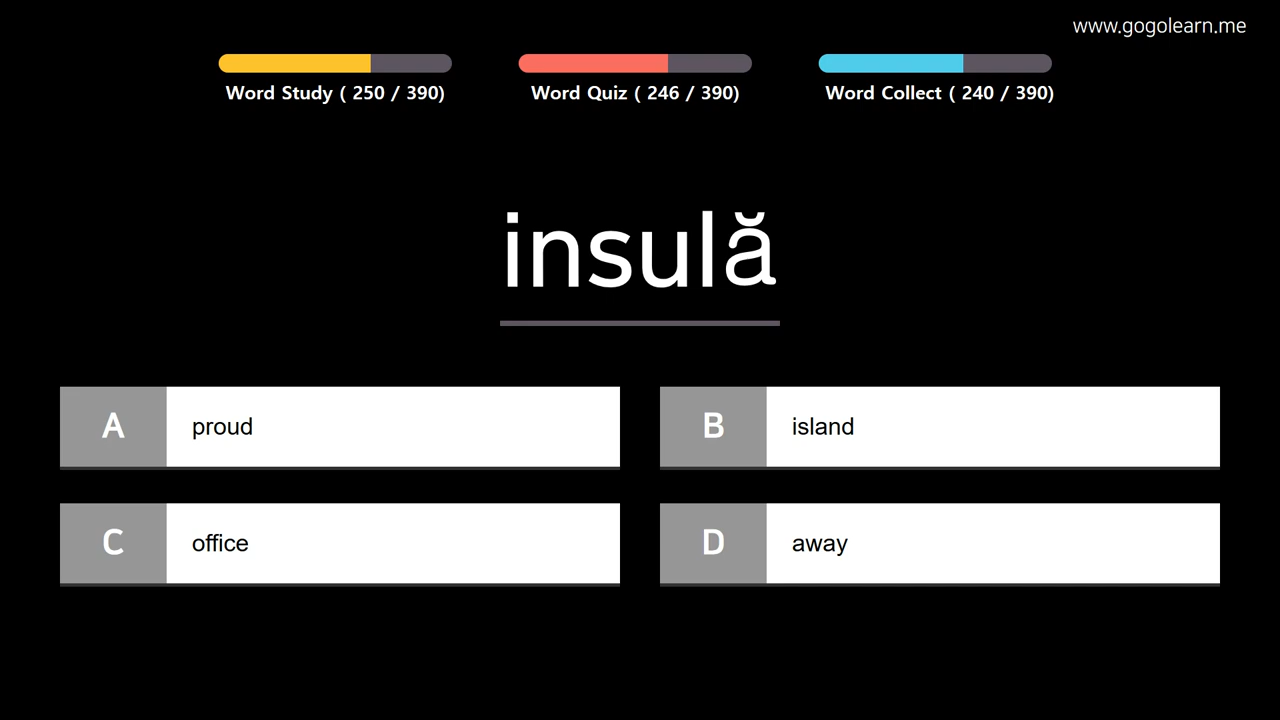 www.gogolearn.me
Word Study ( 250 / 390)
Word Quiz ( 246 / 390)
Word Collect ( 240 / 390)
insulă
A proud
B island
C office
D away